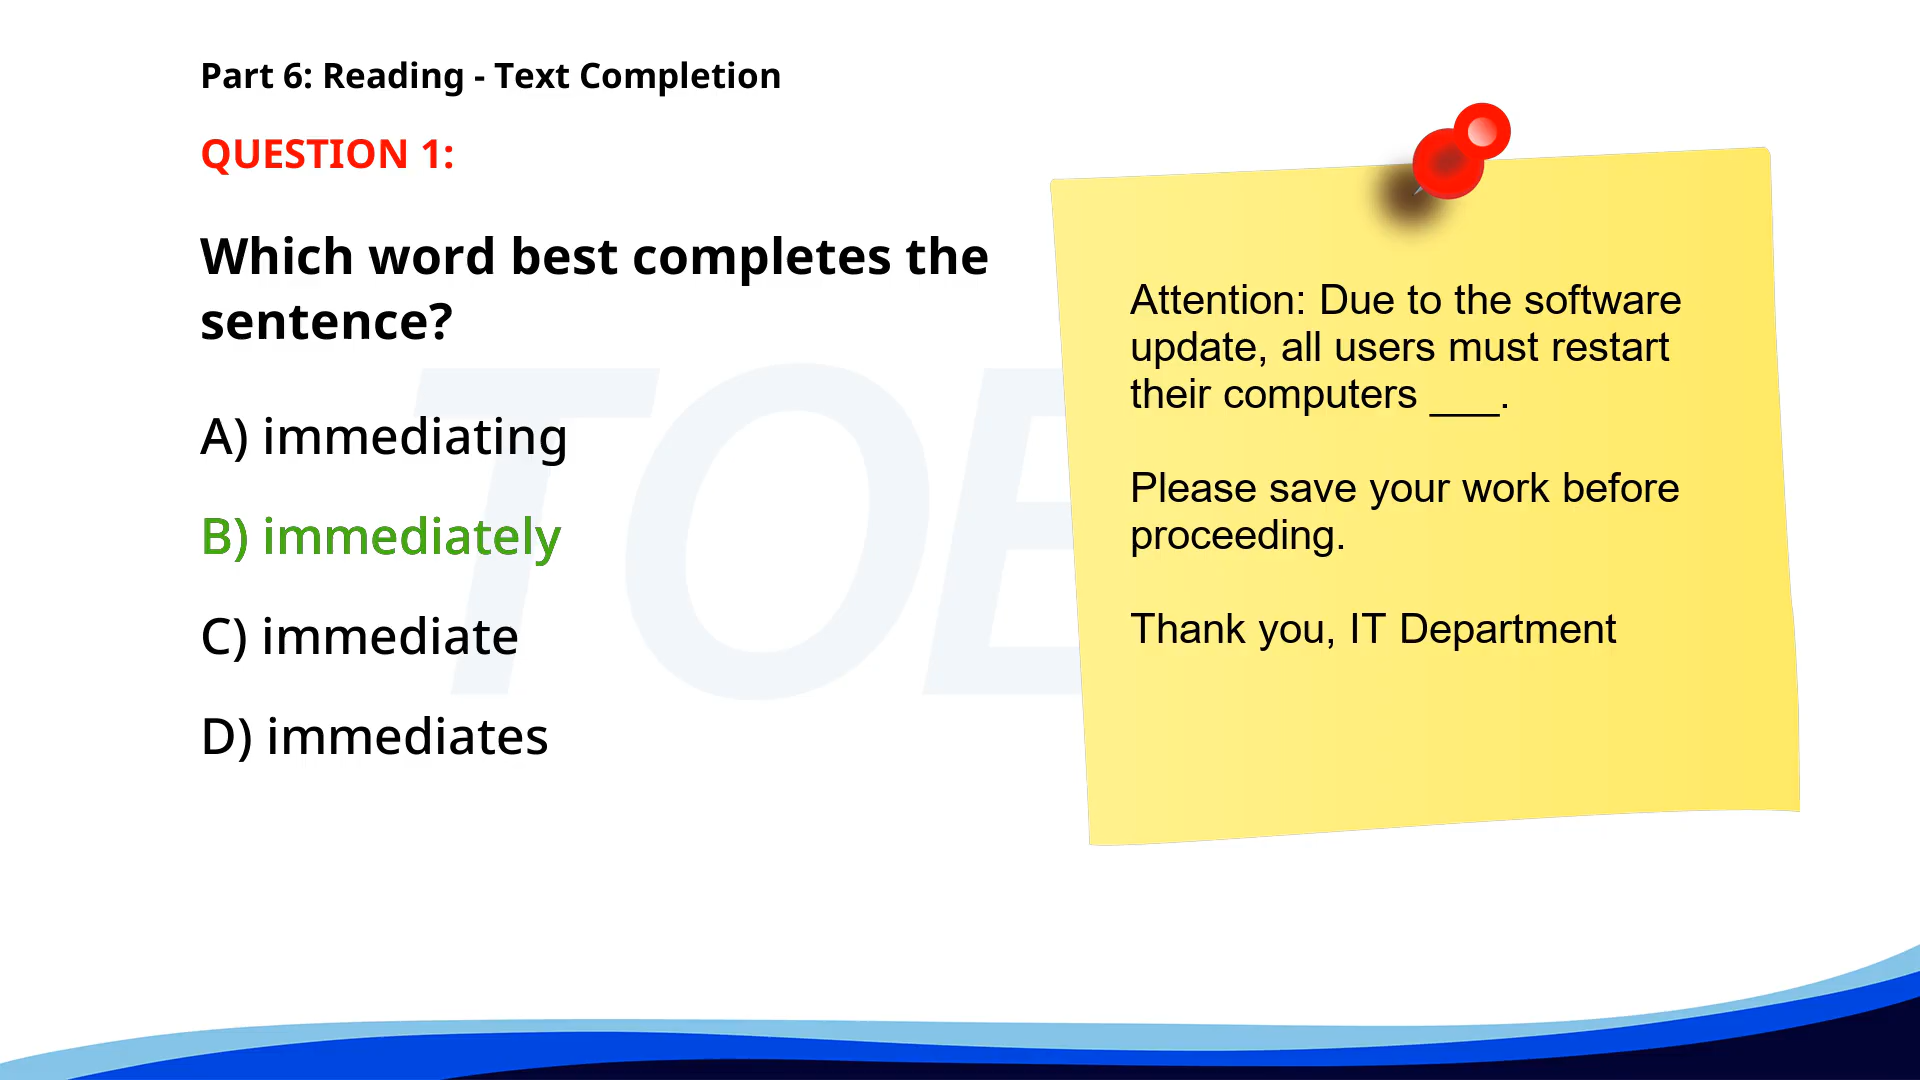 Part 6: Reading - Text Completion
QUESTION 1:
Which word best completes the
sentence?
A) immediating
B) immediately
C) immediate
D) immediates
Attention: Due to the software
update, all users must restart
their computers ___.
Please save your work before
proceeding.
Thank you, IT Department
TOE